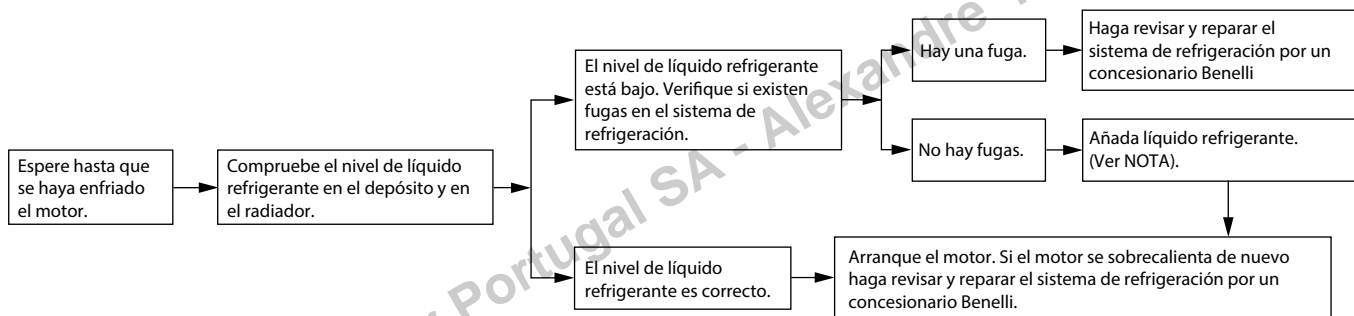 Espere hasta que
se haya enfriado
el motor.
Compruebe el nivel de líquido
refrigerante en el depósito y en
el radiador.
El nivel de líquido refrigerante
está bajo. Verifique si existen
fugas en el sistema de
refrigeración.
Hay una fuga.
Haga revisar y reparar el
sistema de refrigeración por un
concesionario Benelli
No hay fugas.
Añada líquido refrigerante.
(Ver NOTA).
El nivel de líquido
refrigerante es correcto.
Arranque el motor. Si el motor se sobrecalienta de nuevo
haga revisar y reparar el sistema de refrigeración por un
concesionario Benelli.
Portugal SA - Alexandre